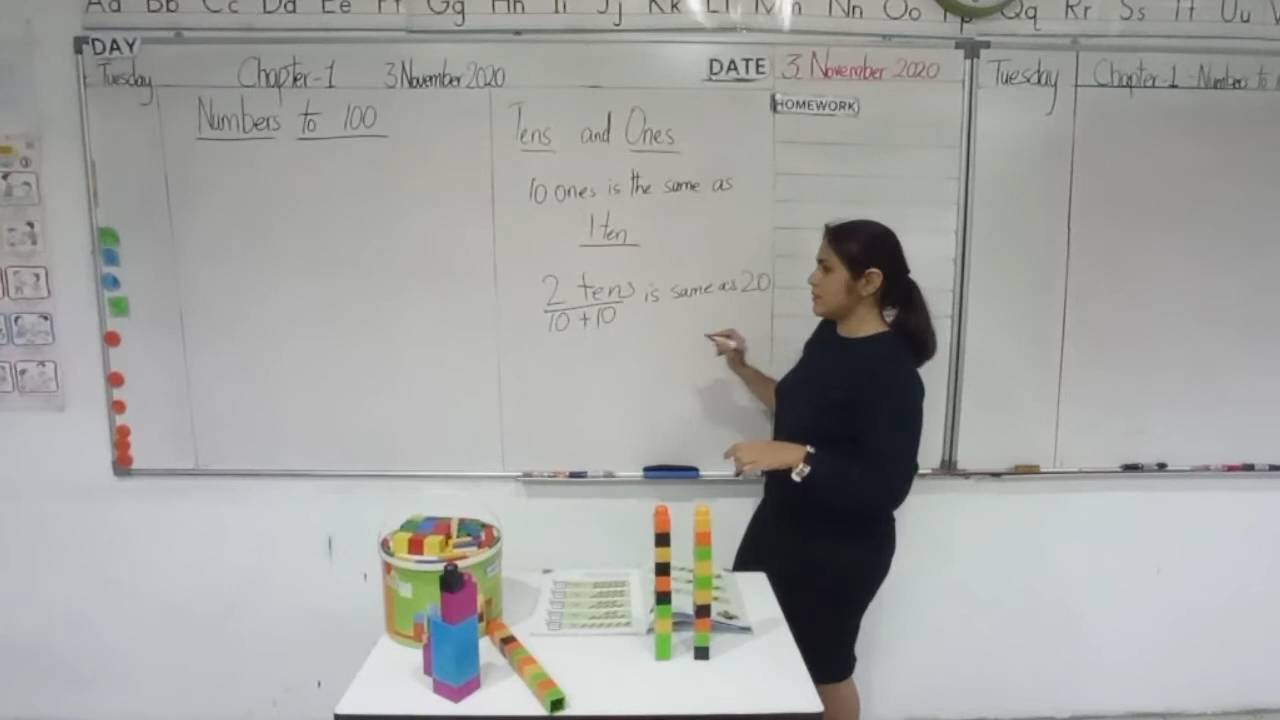 Aa Bb Cc Dd Ee Ff Gg Hh Ii Jj Kk Ll Mm Nn Oo Pp Qq Rr Ss Tt Uu
DAY
Tuesday Chapter-1 3 November 2020
DATE 3 November 2020
Numbers to 100
HOMEWORK
Tens and Ones
10 ones is the same as
1 ten
2 tens is same as 20
10 + 10
Tuesday Chapter 1 Numbers to